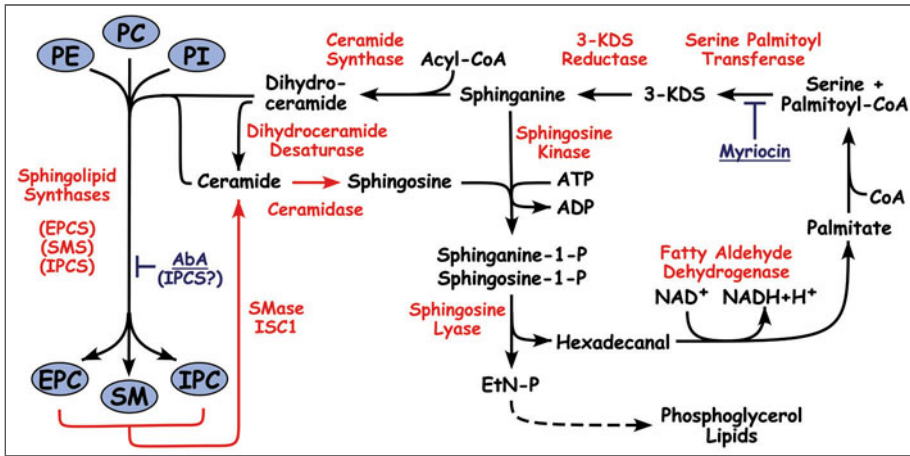 PE
PC
PI
Sphingolipid
Synthases
(EPCS)
(SMS)
(IPCS)
AbA
(IPCS?)
EPC
SM
IPC
SMase
ISC1
Ceramide
Synthase
Acyl-CoA
Dihydro-
ceramide
Sphinganine
Dihydroceramide
Desaturase
Ceramide
Sphingosine
Ceramidase
3-KDS
Reductase
3-KDS
Serine Palmitoyl
Transferase
Serine +
Palmitoyl-CoA
Myriocin
Sphingosine
Kinase
ATP
ADP
CoA
Palmitate
Sphinganine-1-P
Sphingosine-1-P
Fatty Aldehyde
Dehydrogenase
NAD⁺
NADH+H⁺
Sphingosine
Lyase
Hexadecanal
EtN-P
Phosphoglycerol
Lipids